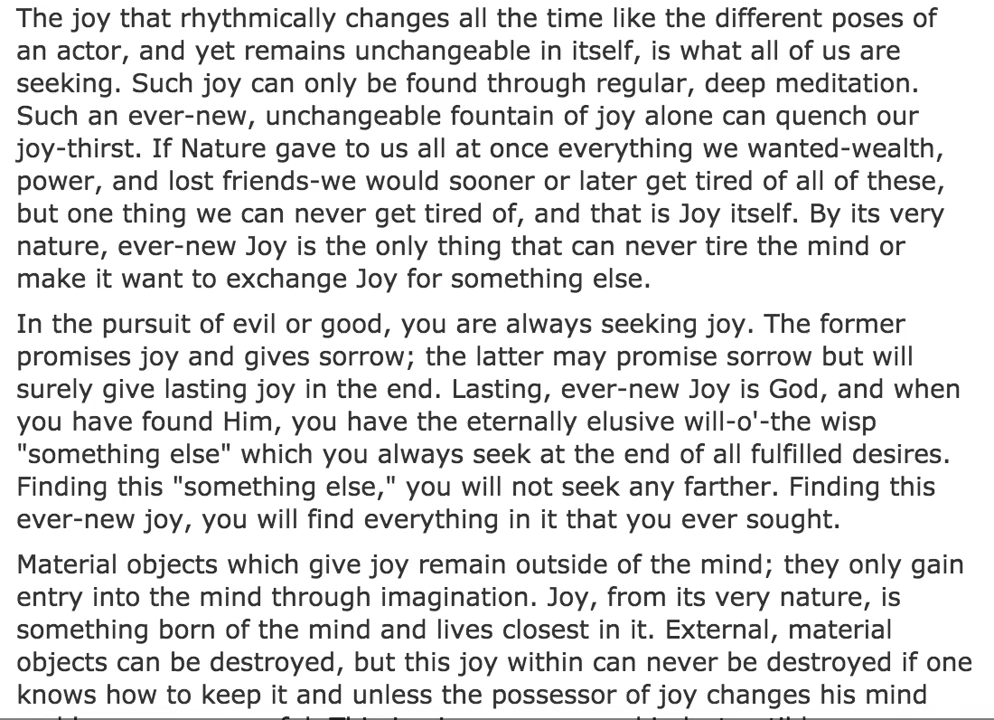 The joy that rhythmically changes all the time like the different poses of
an actor, and yet remains unchangeable in itself, is what all of us are
seeking. Such joy can only be found through regular, deep meditation.
Such an ever-new, unchangeable fountain of joy alone can quench our
joy-thirst. If Nature gave to us all at once everything we wanted-wealth,
power, and lost friends-we would sooner or later get tired of all of these,
but one thing we can never get tired of, and that is Joy itself. By its very
nature, ever-new Joy is the only thing that can never tire the mind or
make it want to exchange Joy for something else.
In the pursuit of evil or good, you are always seeking joy. The former
promises joy and gives sorrow; the latter may promise sorrow but will
surely give lasting joy in the end. Lasting, ever-new Joy is God, and when
you have found Him, you have the eternally elusive will-o'-the wisp
"something else" which you always seek at the end of all fulfilled desires.
Finding this "something else," you will not seek any farther. Finding this
ever-new joy, you will find everything in it that you ever sought.
Material objects which give joy remain outside of the mind; they only gain
entry into the mind through imagination. Joy, from its very nature, is
something born of the mind and lives closest in it. External, material
objects can be destroyed, but this joy within can never be destroyed if one
knows how to keep it and unless the possessor of joy changes his mind